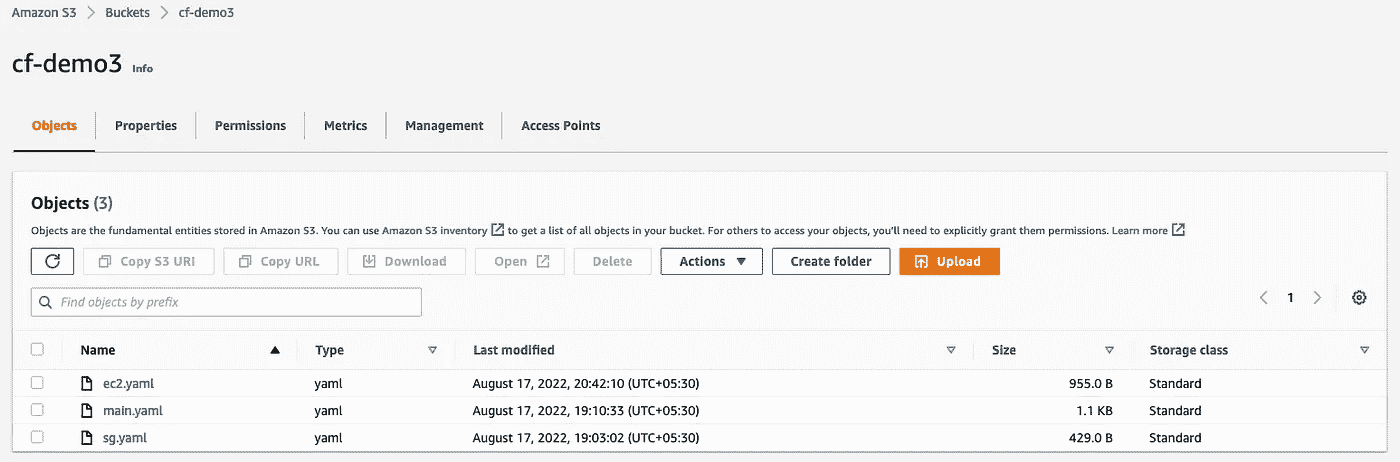 Amazon S3 > Buckets > cf-demo3
cf-demo3 Info
Objects Properties Permissions Metrics Management Access Points
Objects (3)
Objects are the fundamental entities stored in Amazon S3. You can use Amazon S3 inventory to get a list of all objects in your bucket. For others to access your objects, you'll need to explicitly grant them permissions. Learn more
Copy S3 URI Copy URL Download Open Delete Actions Create folder Upload
Find objects by prefix
1
Name Type Last modified Size Storage class
ec2.yaml yaml August 17, 2022, 20:42:10 (UTC+05:30) 955.0 B Standard
main.yaml yaml August 17, 2022, 19:10:33 (UTC+05:30) 1.1 KB Standard
sg.yaml yaml August 17, 2022, 19:03:02 (UTC+05:30) 429.0 B Standard